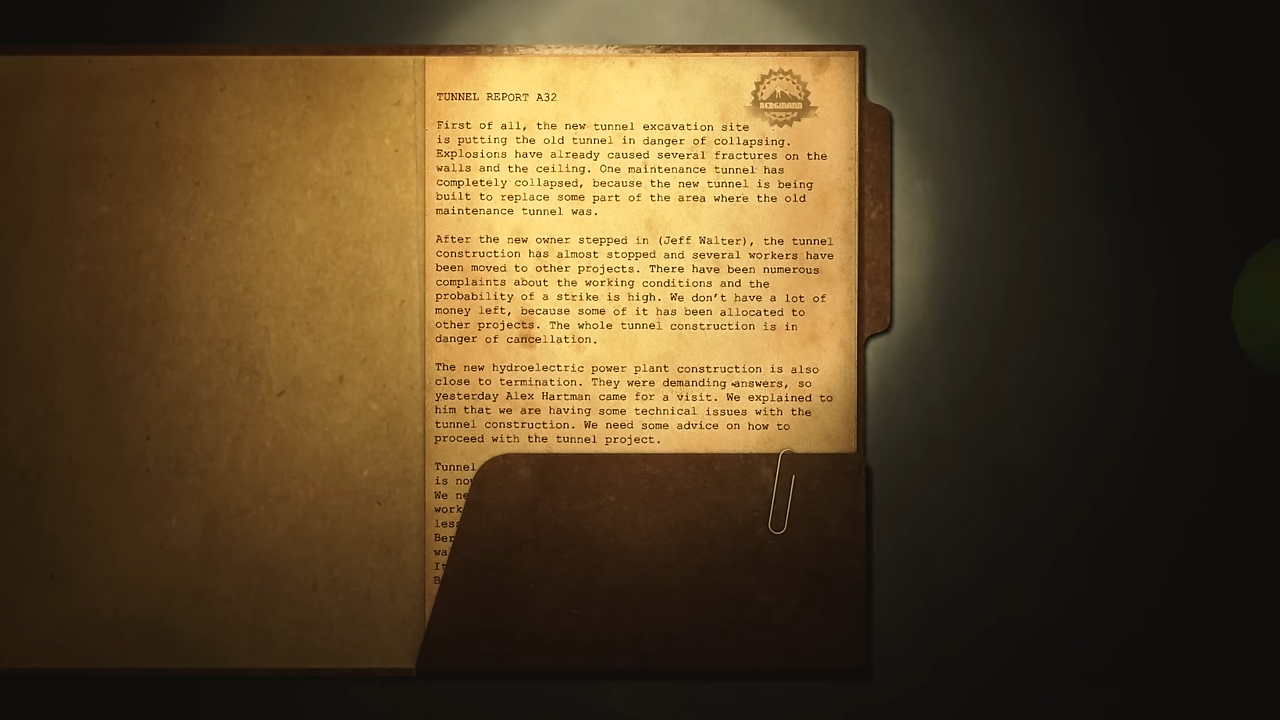 TUNNEL REPORT A32
BERGMANN
First of all, the new tunnel excavation site
is putting the old tunnel in danger of collapsing.
Explosions have already caused several fractures on the
walls and the ceiling. One maintenance tunnel has
completely collapsed, because the new tunnel is being
built to replace some part of the area where the old
maintenance tunnel was.
After the new owner stepped in (Jeff Walter), the tunnel
construction has almost stopped and several workers have
been moved to other projects. There have been numerous
complaints about the working conditions and the
probability of a strike is high. We don't have a lot of
money left, because some of it has been allocated to
other projects. The whole tunnel construction is in
danger of cancellation.
The new hydroelectric power plant construction is also
close to termination. They were demanding answers, so
yesterday Alex Hartman came for a visit. We explained to
him that we are having some technical issues with the
tunnel construction. We need some advice on how to
proceed with the tunnel project.
Tunnel
is
We